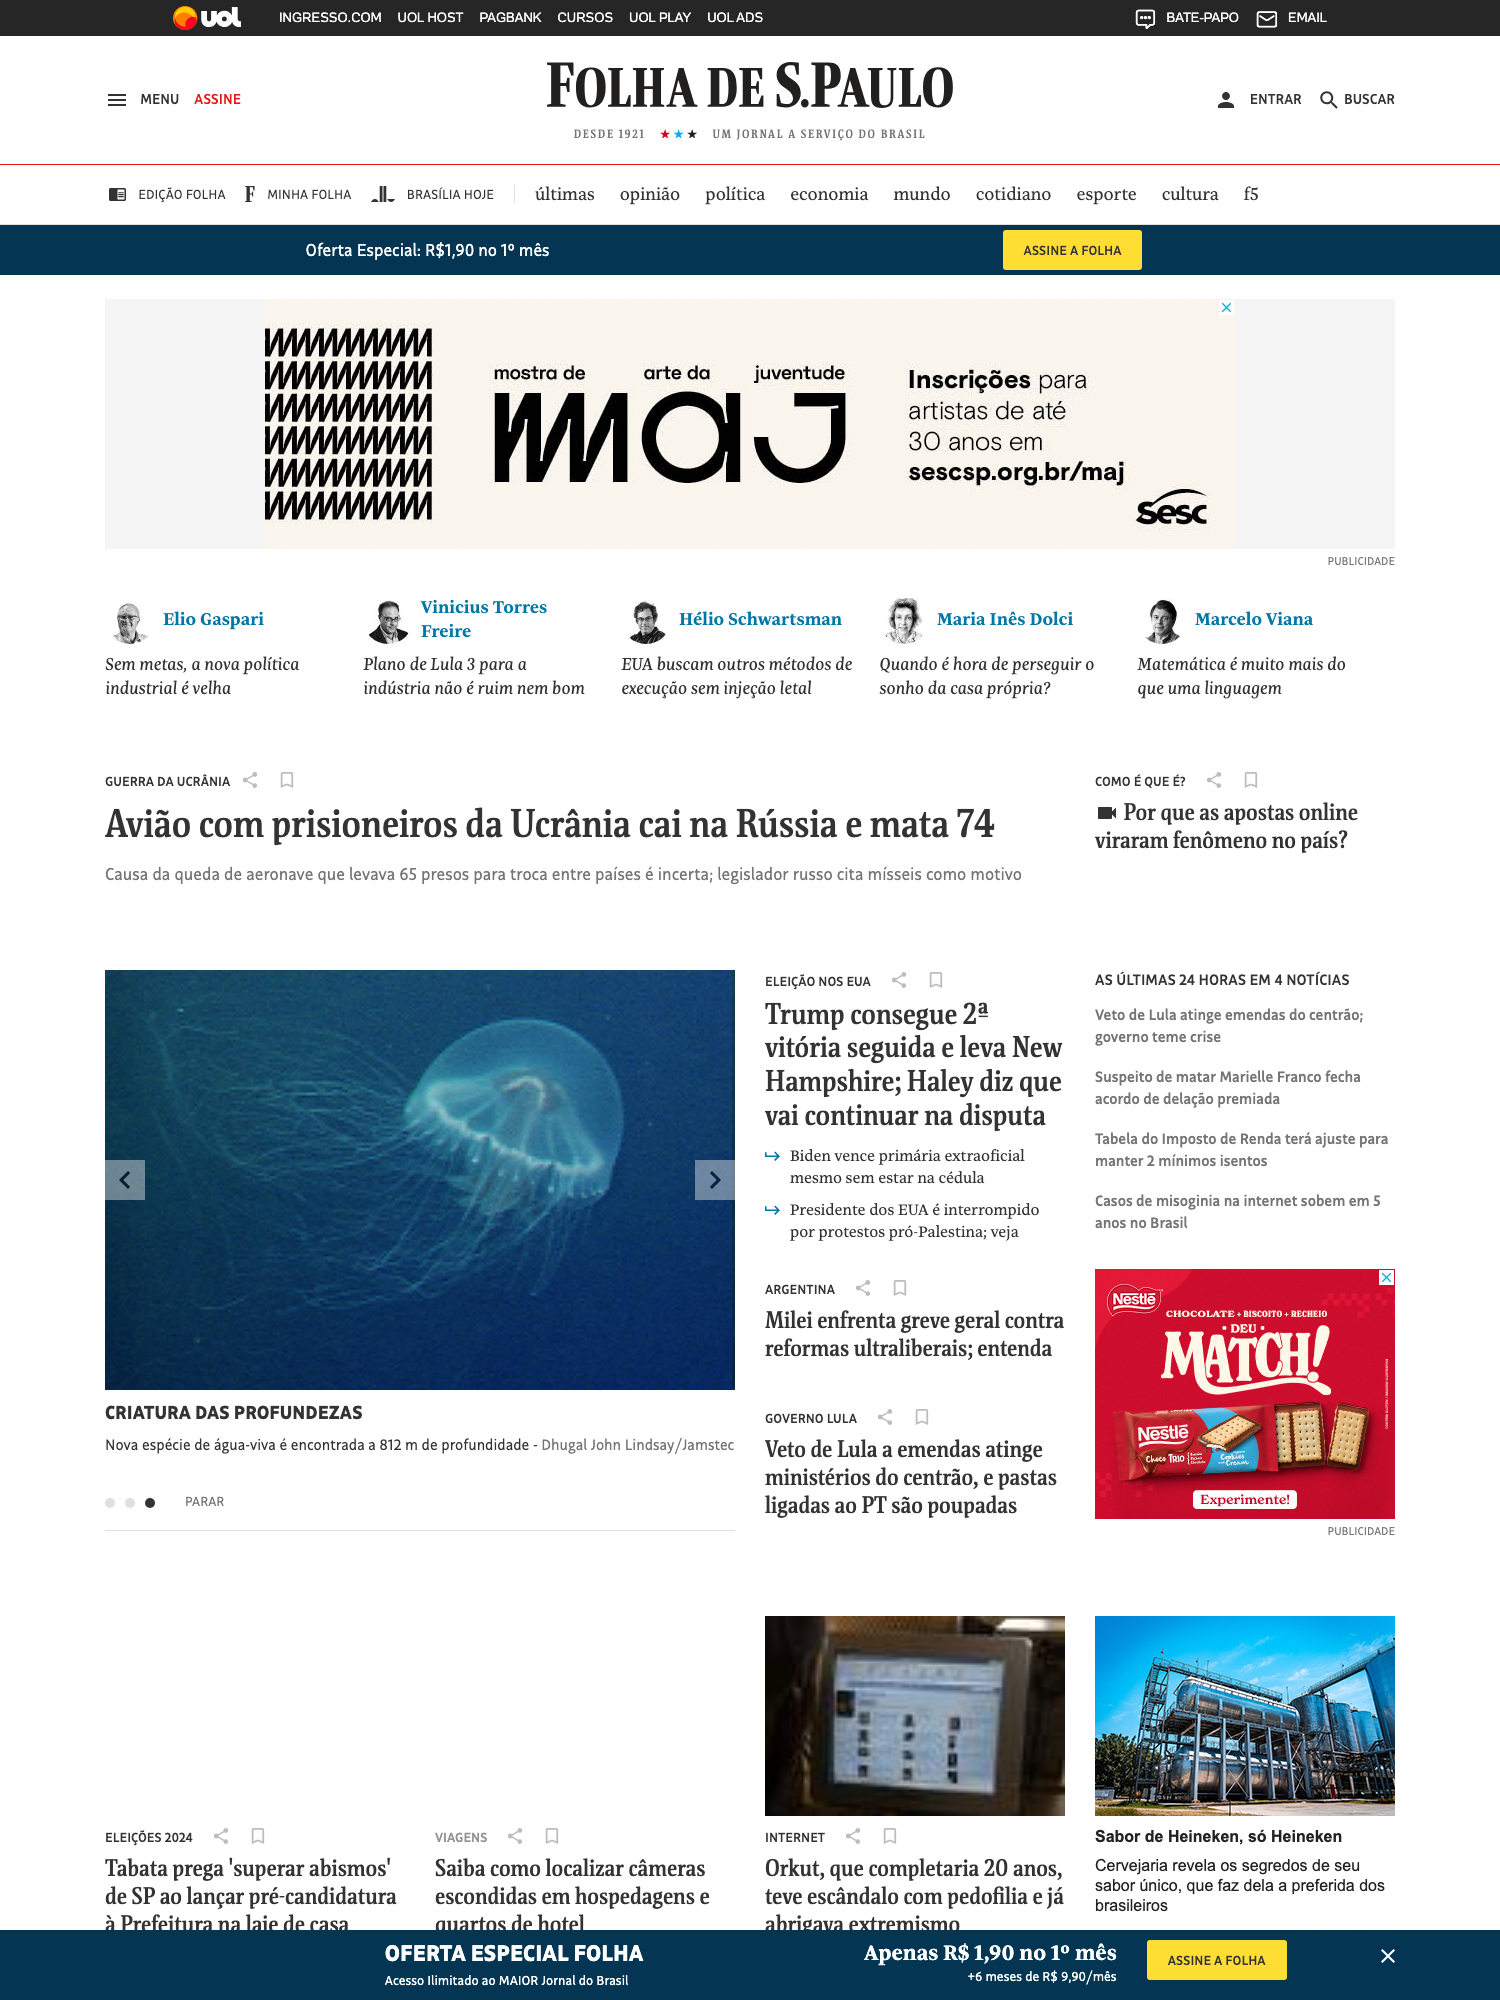 uol INGRESSO.COM UOL HOST PAGBANK CURSOS UOL PLAY UOL ADS BATE-PAPO EMAIL
MENU ASSINE
FOLHA DE S.PAULO
ENTRAR BUSCAR
DESDE 1921 ★★★ UM JORNAL A SERVIÇO DO BRASIL
EDIÇÃO FOLHA F MINHA FOLHA BRASÍLIA HOJE últimas opinião política economia mundo cotidiano esporte cultura f5
Oferta Especial: R$1,90 no 1º mês ASSINE A FOLHA
mostra de arte da juventude
maj
Inscrições para
artistas de até
30 anos em
sescsp.org.br/maj
Sesc
PUBLICIDADE
Elio Gaspari
Sem metas, a nova política
industrial é velha
Vinicius Torres
Freire
Plano de Lula 3 para a
indústria não é ruim nem bom
Hélio Schwartsman
EUA buscam outros métodos de
execução sem injeção letal
Maria Inês Dolci
Quando é hora de perseguir o
sonho da casa própria?
Marcelo Viana
Matemática é muito mais do
que uma linguagem
GUERRA DA UCRÂNIA
Avião com prisioneiros da Ucrânia cai na Rússia e mata 74
Causa da queda de aeronave que levava 65 presos para troca entre países é incerta; legislador russo cita mísseis como motivo
COMO É QUE É?
Por que as apostas online
viraram fenômeno no país?
CRIATURA DAS PROFUNDEZAS
Nova espécie de água-viva é encontrada a 812 m de profundidade - Dhugal John Lindsay/Jamstec
PARAR
ELEIÇÃO NOS EUA
Trump consegue 2ª
vitória seguida e leva New
Hampshire; Haley diz que
vai continuar na disputa
Biden vence primária extraoficial
mesmo sem estar na cédula
Presidente dos EUA é interrompido
por protestos pró-Palestina; veja
ARGENTINA
Milei enfrenta greve geral contra
reformas ultraliberais; entenda
GOVERNO LULA
Veto de Lula a emendas atinge
ministérios do centrão, e pastas
ligadas ao PT são poupadas
AS ÚLTIMAS 24 HORAS EM 4 NOTÍCIAS
Veto de Lula atinge emendas do centrão;
governo teme crise
Suspeito de matar Marielle Franco fecha
acordo de delação premiada
Tabela do Imposto de Renda terá ajuste para
manter 2 mínimos isentos
Casos de misoginia na internet sobem em 5
anos no Brasil
Nestlé
CHOCOLATE + BISCOITO + RECHEIO
• DEU •
MATCH!
Nestlé
Choco TRIO
Cookies
Cream
Experimente!
PUBLICIDADE
ELEIÇÕES 2024
Tabata prega 'superar abismos'
de SP ao lançar pré-candidatura
à Prefeitura na laje de casa
VIAGENS
Saiba como localizar câmeras
escondidas em hospedagens e
quartos de hotel
INTERNET
Orkut, que completaria 20 anos,
teve escândalo com pedofilia e já
abrigava extremismo
Sabor de Heineken, só Heineken
Cervejaria revela os segredos de seu
sabor único, que faz dela a preferida dos
brasileiros
OFERTA ESPECIAL FOLHA
Acesso Ilimitado ao MAIOR Jornal do Brasil
Apenas R$ 1,90 no 1º mês
+6 meses de R$ 9,90/mês
ASSINE A FOLHA